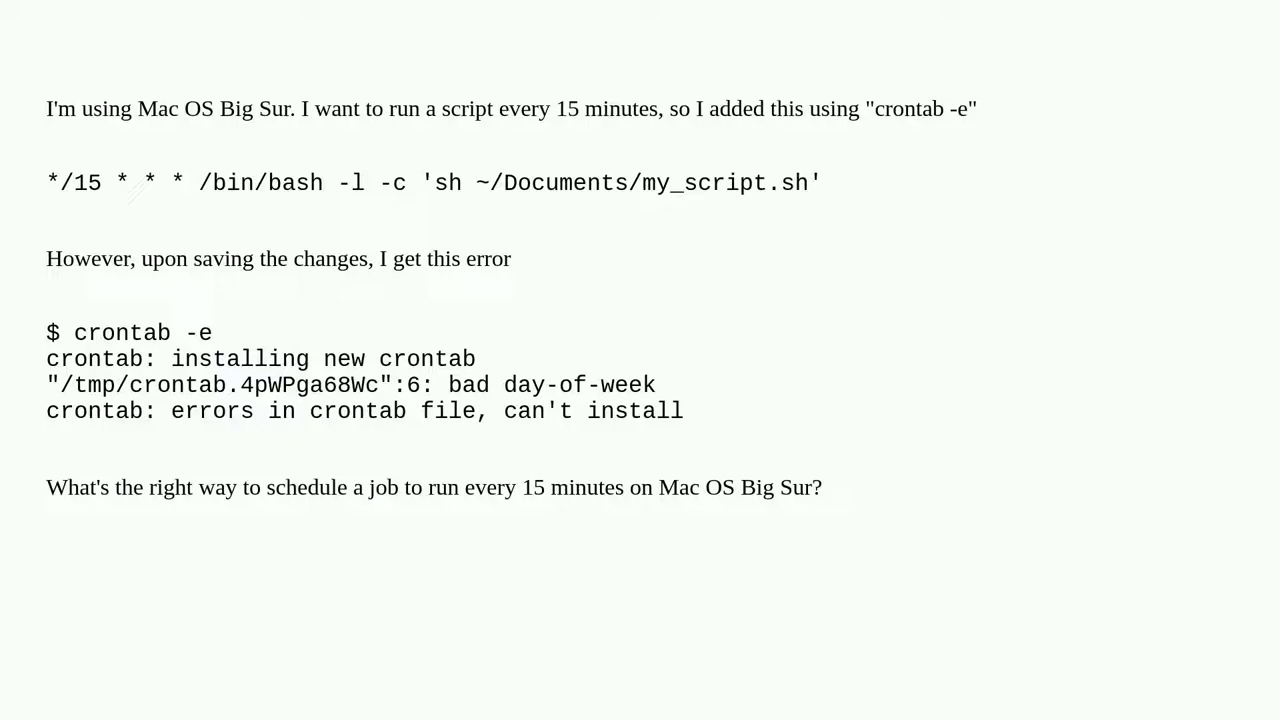 I'm using Mac OS Big Sur. I want to run a script every 15 minutes, so I added this using "crontab -e"
*/15 * * * /bin/bash -l -c 'sh ~/Documents/my_script.sh'
However, upon saving the changes, I get this error
$ crontab -e
crontab: installing new crontab
"/tmp/crontab.4pWPga68Wc":6: bad day-of-week
crontab: errors in crontab file, can't install
What's the right way to schedule a job to run every 15 minutes on Mac OS Big Sur?